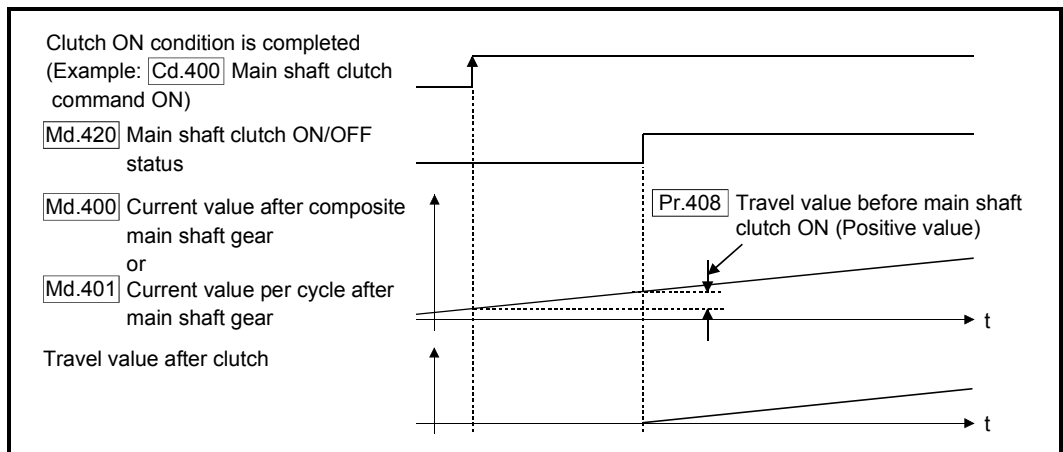 Clutch ON condition is completed
(Example: Cd.400 Main shaft clutch
command ON)
Md.420 Main shaft clutch ON/OFF
status
Md.400 Current value after composite
main shaft gear
or
Md.401 Current value per cycle after
main shaft gear
Pr.408 Travel value before main shaft
clutch ON (Positive value)
t
Travel value after clutch
t